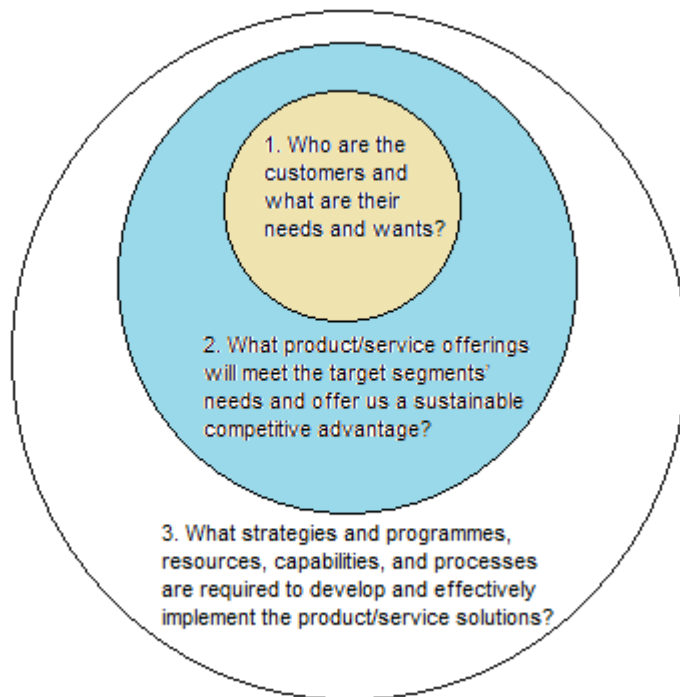 1. Who are the
customers and
what are their
needs and wants?
2. What product/service offerings
will meet the target segments'
needs and offer us a sustainable
competitive advantage?
3. What strategies and programmes,
resources, capabilities, and processes
are required to develop and effectively
implement the product/service solutions?